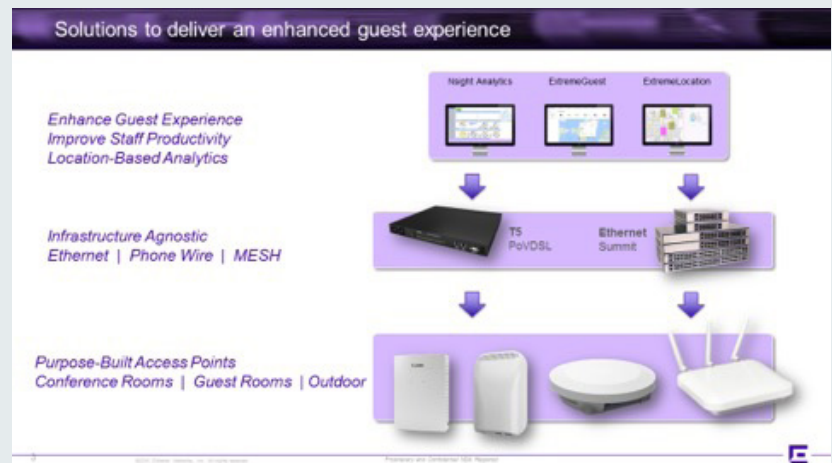 Solutions to deliver an enhanced guest experience
Nsight Analytics
ExtremeGuest
ExtremeLocation
Enhance Guest Experience
Improve Staff Productivity
Location-Based Analytics
Infrastructure Agnostic
Ethernet | Phone Wire | MESH
T5
PoVDSL
Ethernet
Summit
Purpose-Built Access Points
Conference Rooms | Guest Rooms | Outdoor